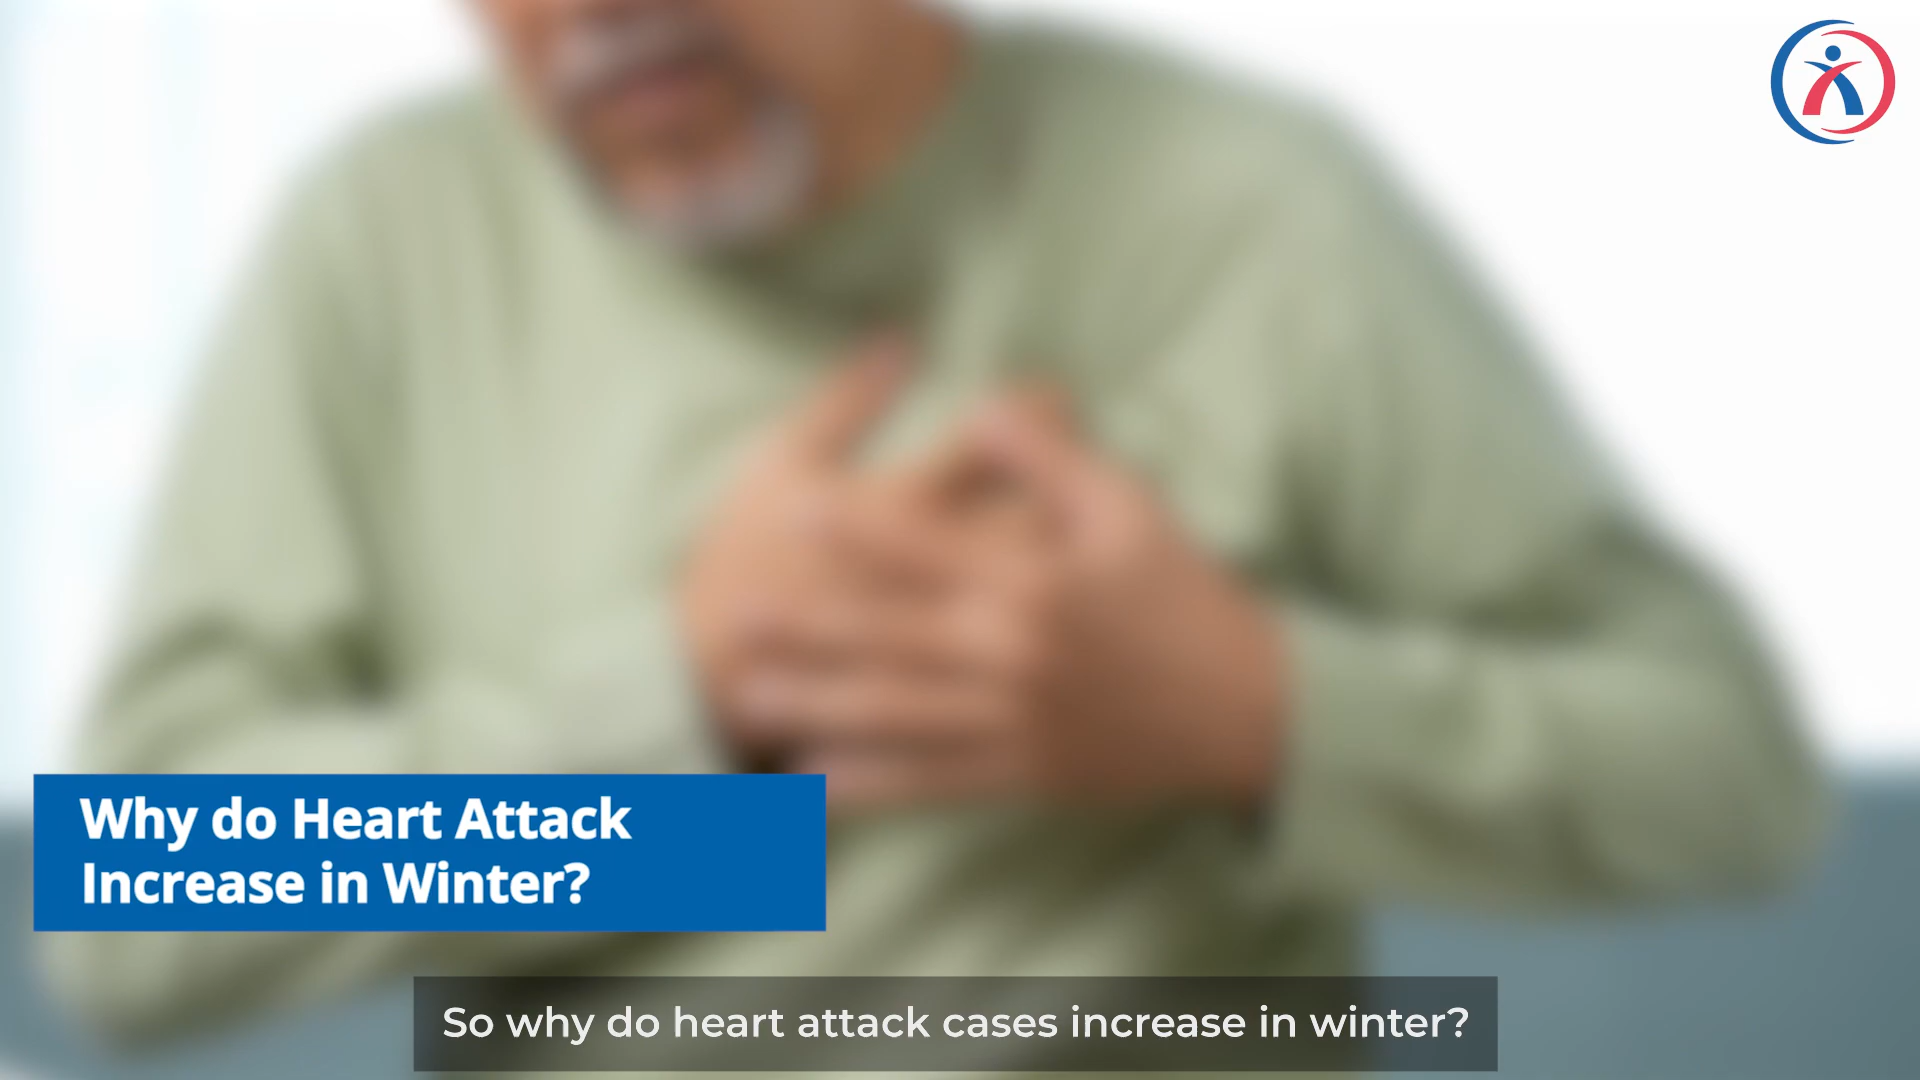 Why do Heart Attack
Increase in Winter?
So why do heart attack cases increase in winter?